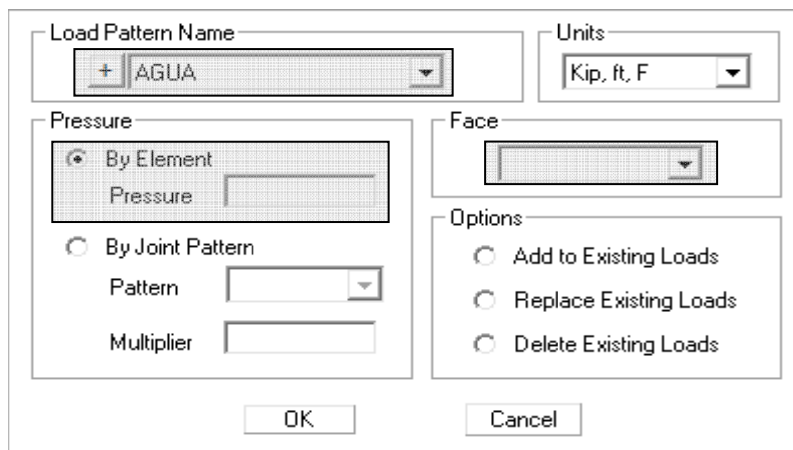 Load Pattern Name
+ AGUA
Units
Kip, ft, F
Pressure
By Element
Pressure
By Joint Pattern
Pattern
Multiplier
Face
Options
Add to Existing Loads
Replace Existing Loads
Delete Existing Loads
OK
Cancel